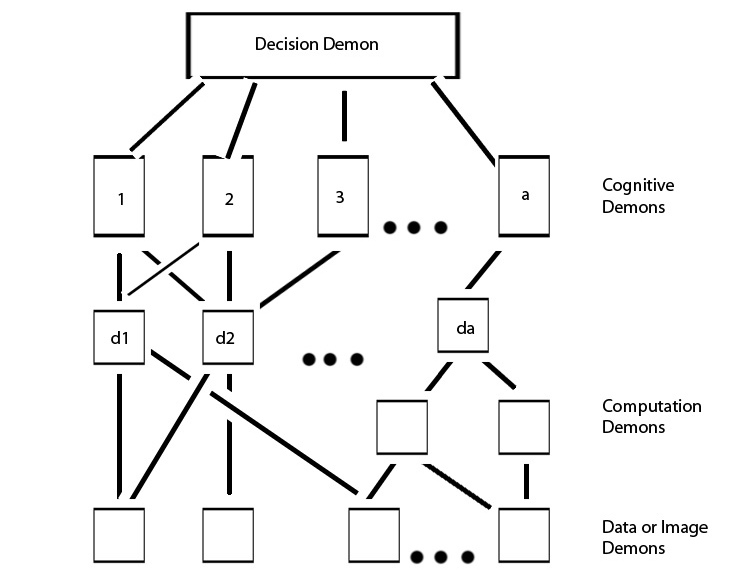 Decision Demon
1
2
3
a
Cognitive
Demons
d1
d2
da
Computation
Demons
Data or Image
Demons